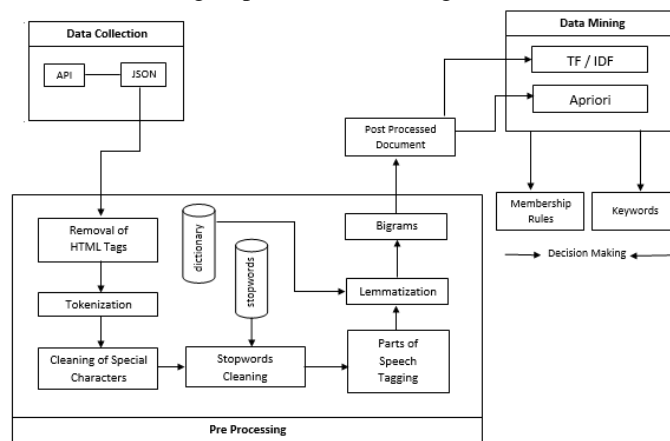 Data Collection
API
JSON
Data Mining
TF / IDF
Apriori
Post Processed
Document
Membership
Rules
Keywords
Decision Making
Removal of
HTML Tags
dictionary
stopwords
Bigrams
Tokenization
Lemmatization
Cleaning of Special
Characters
Stopwords
Cleaning
Parts of
Speech
Tagging
Pre Processing